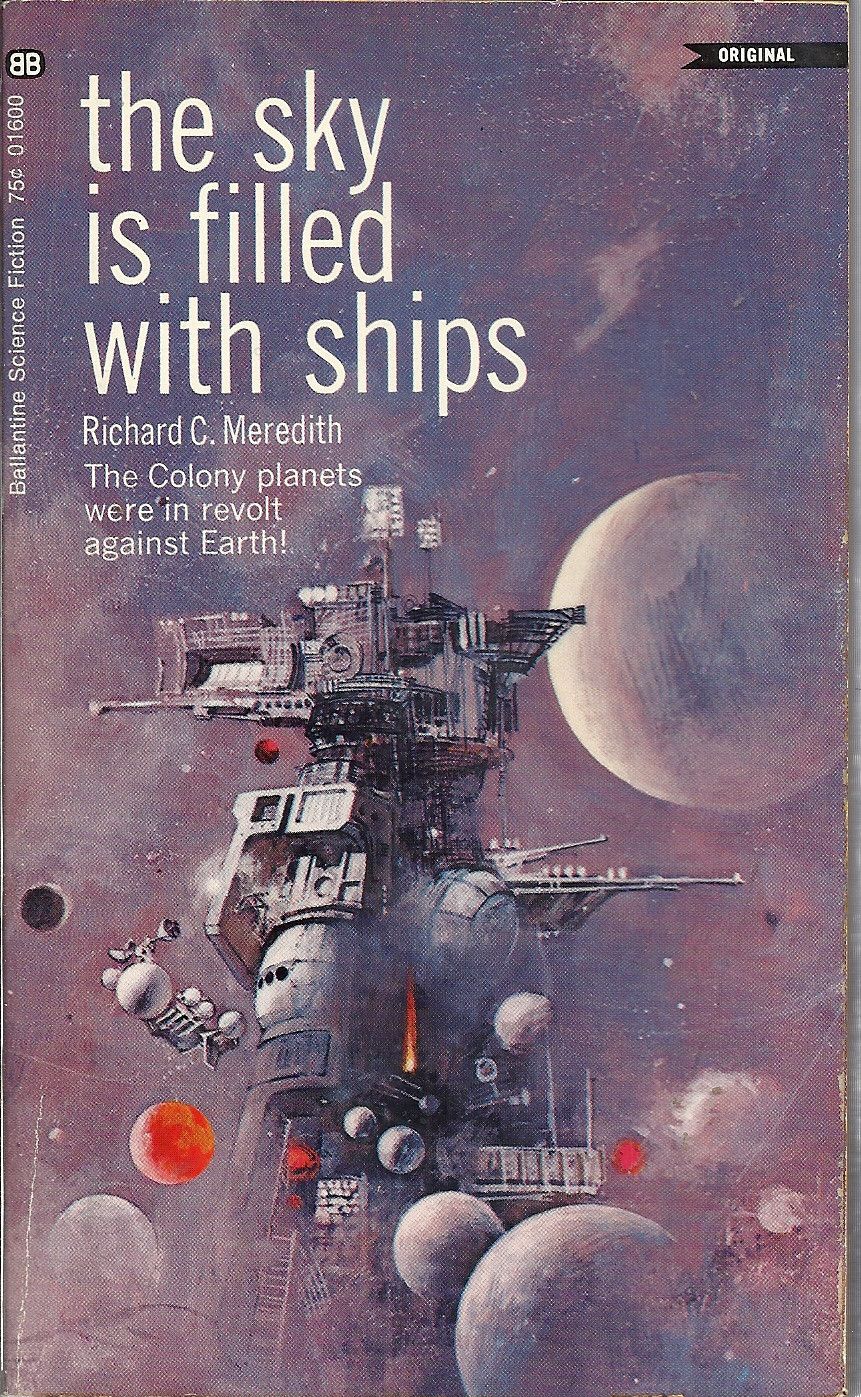 BB
ORIGINAL
Ballantine Science Fiction 75¢ 01600
the sky
is filled
with ships
Richard C. Meredith
The Colony planets
were in revolt
against Earth!